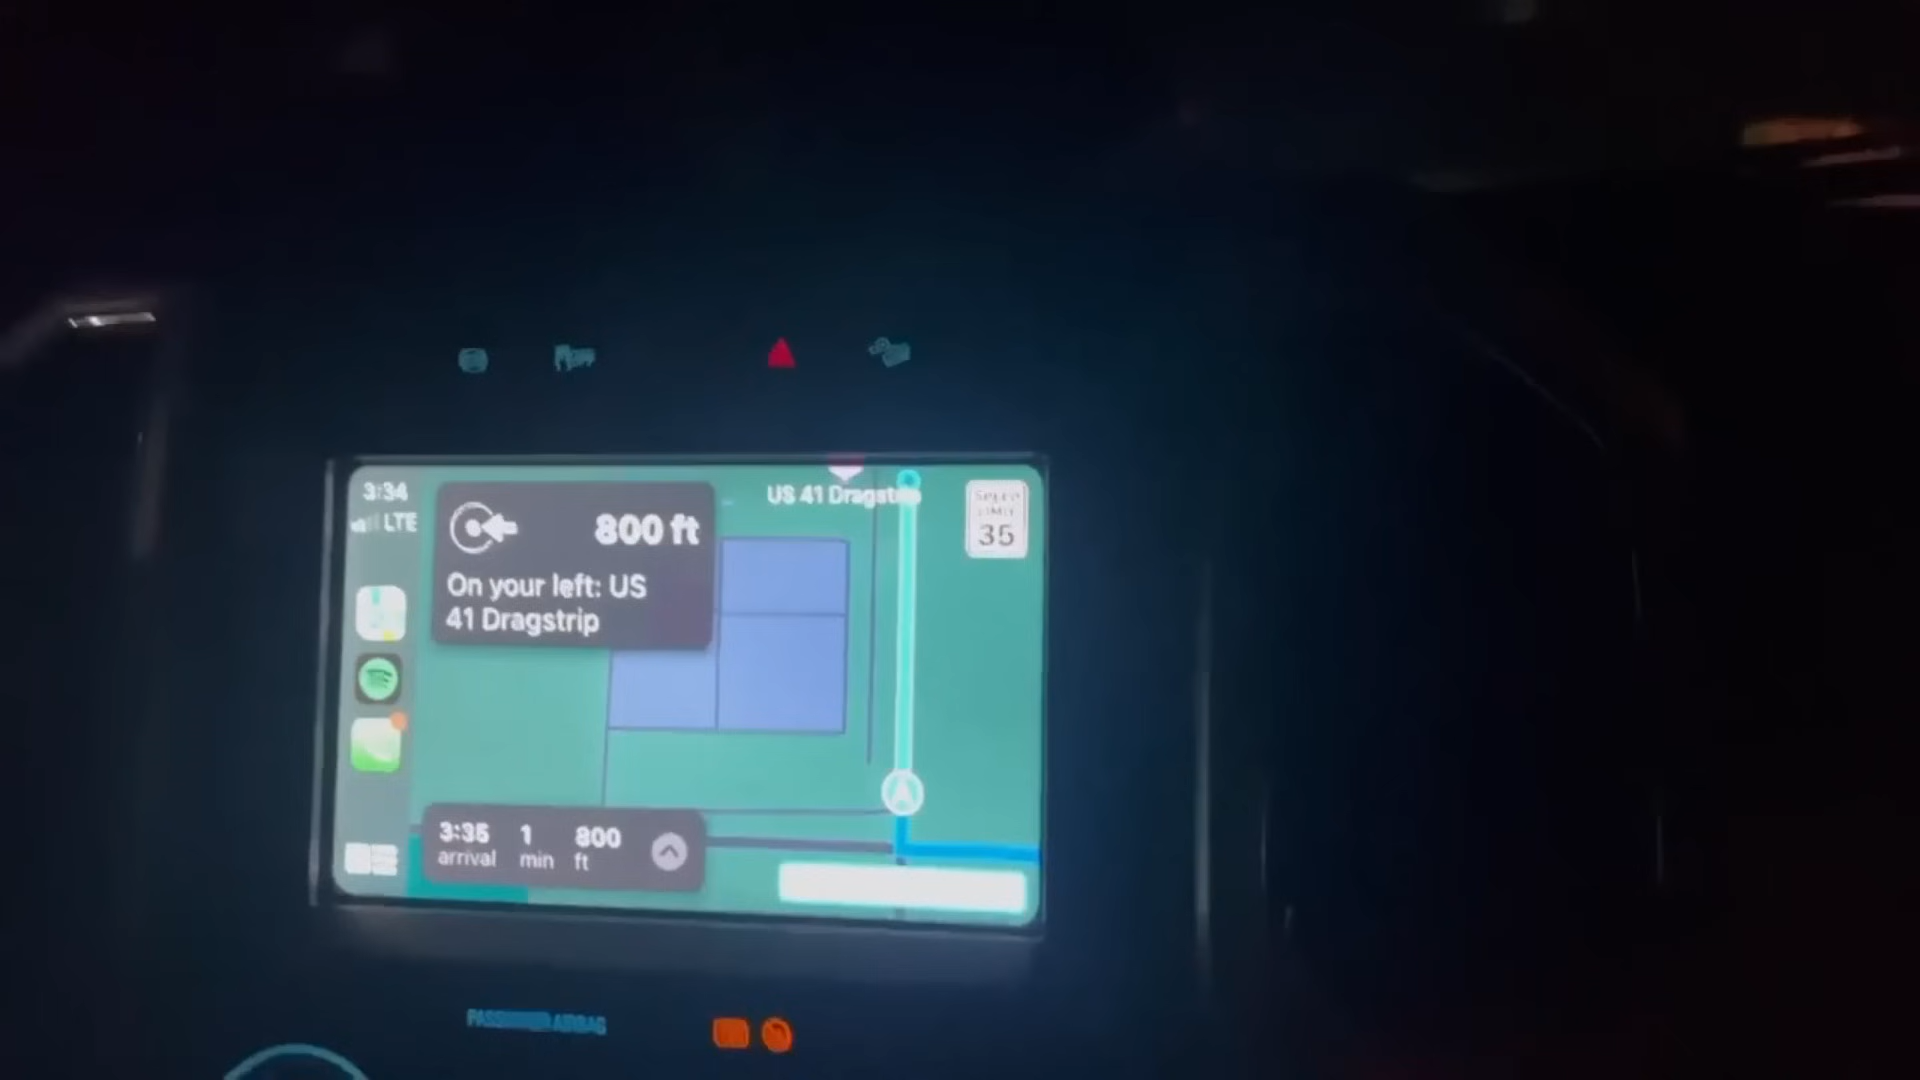 3:34
LTE
800 ft
On your left: US
41 Dragstrip
US 41 Dragstrip
SPEED
LIMIT
35
3:35 1 800
arrival min ft
PASSENGER AIRBAG